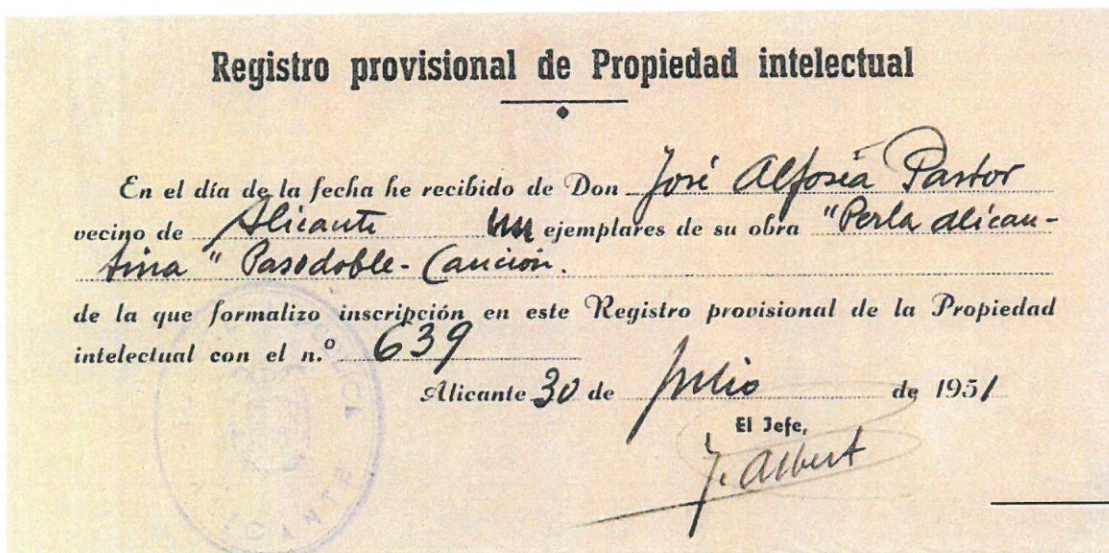 Registro provisional de Propiedad intelectual
En el día de la fecha he recibido de Don José Alfosea Pastor
vecino de Alicante un ejemplares de su obra "Perla alican-
tina" Pasodoble-Canción.
de la que formalizo inscripción en este Registro provisional de la Propiedad
intelectual con el n.º 639
Alicante 30 de Julio de 1951
El Jefe,
J. Albert
ALICANTE